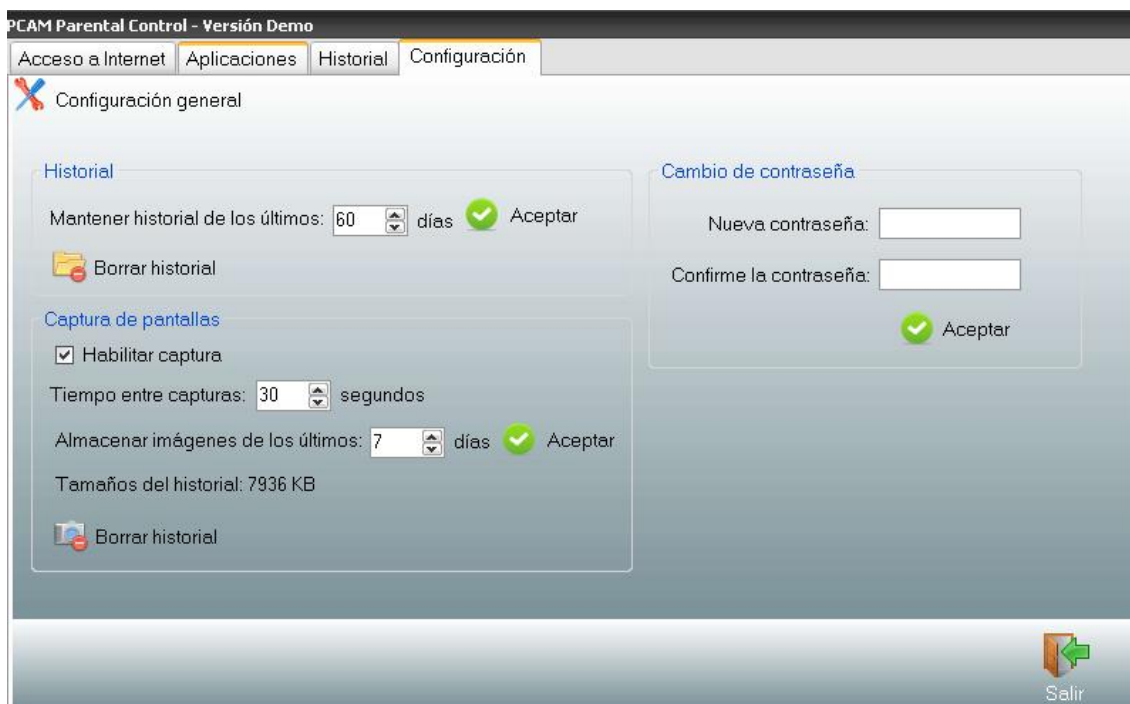 PCAM Parental Control - Versión Demo
Acceso a Internet Aplicaciones Historial Configuración
Configuración general
Historial
Mantener historial de los últimos: 60 días Aceptar
Borrar historial
Captura de pantallas
Habilitar captura
Tiempo entre capturas: 30 segundos
Almacenar imágenes de los últimos: 7 días Aceptar
Tamaños del historial: 7936 KB
Borrar historial
Cambio de contraseña
Nueva contraseña:
Confirme la contraseña:
Aceptar
Salir